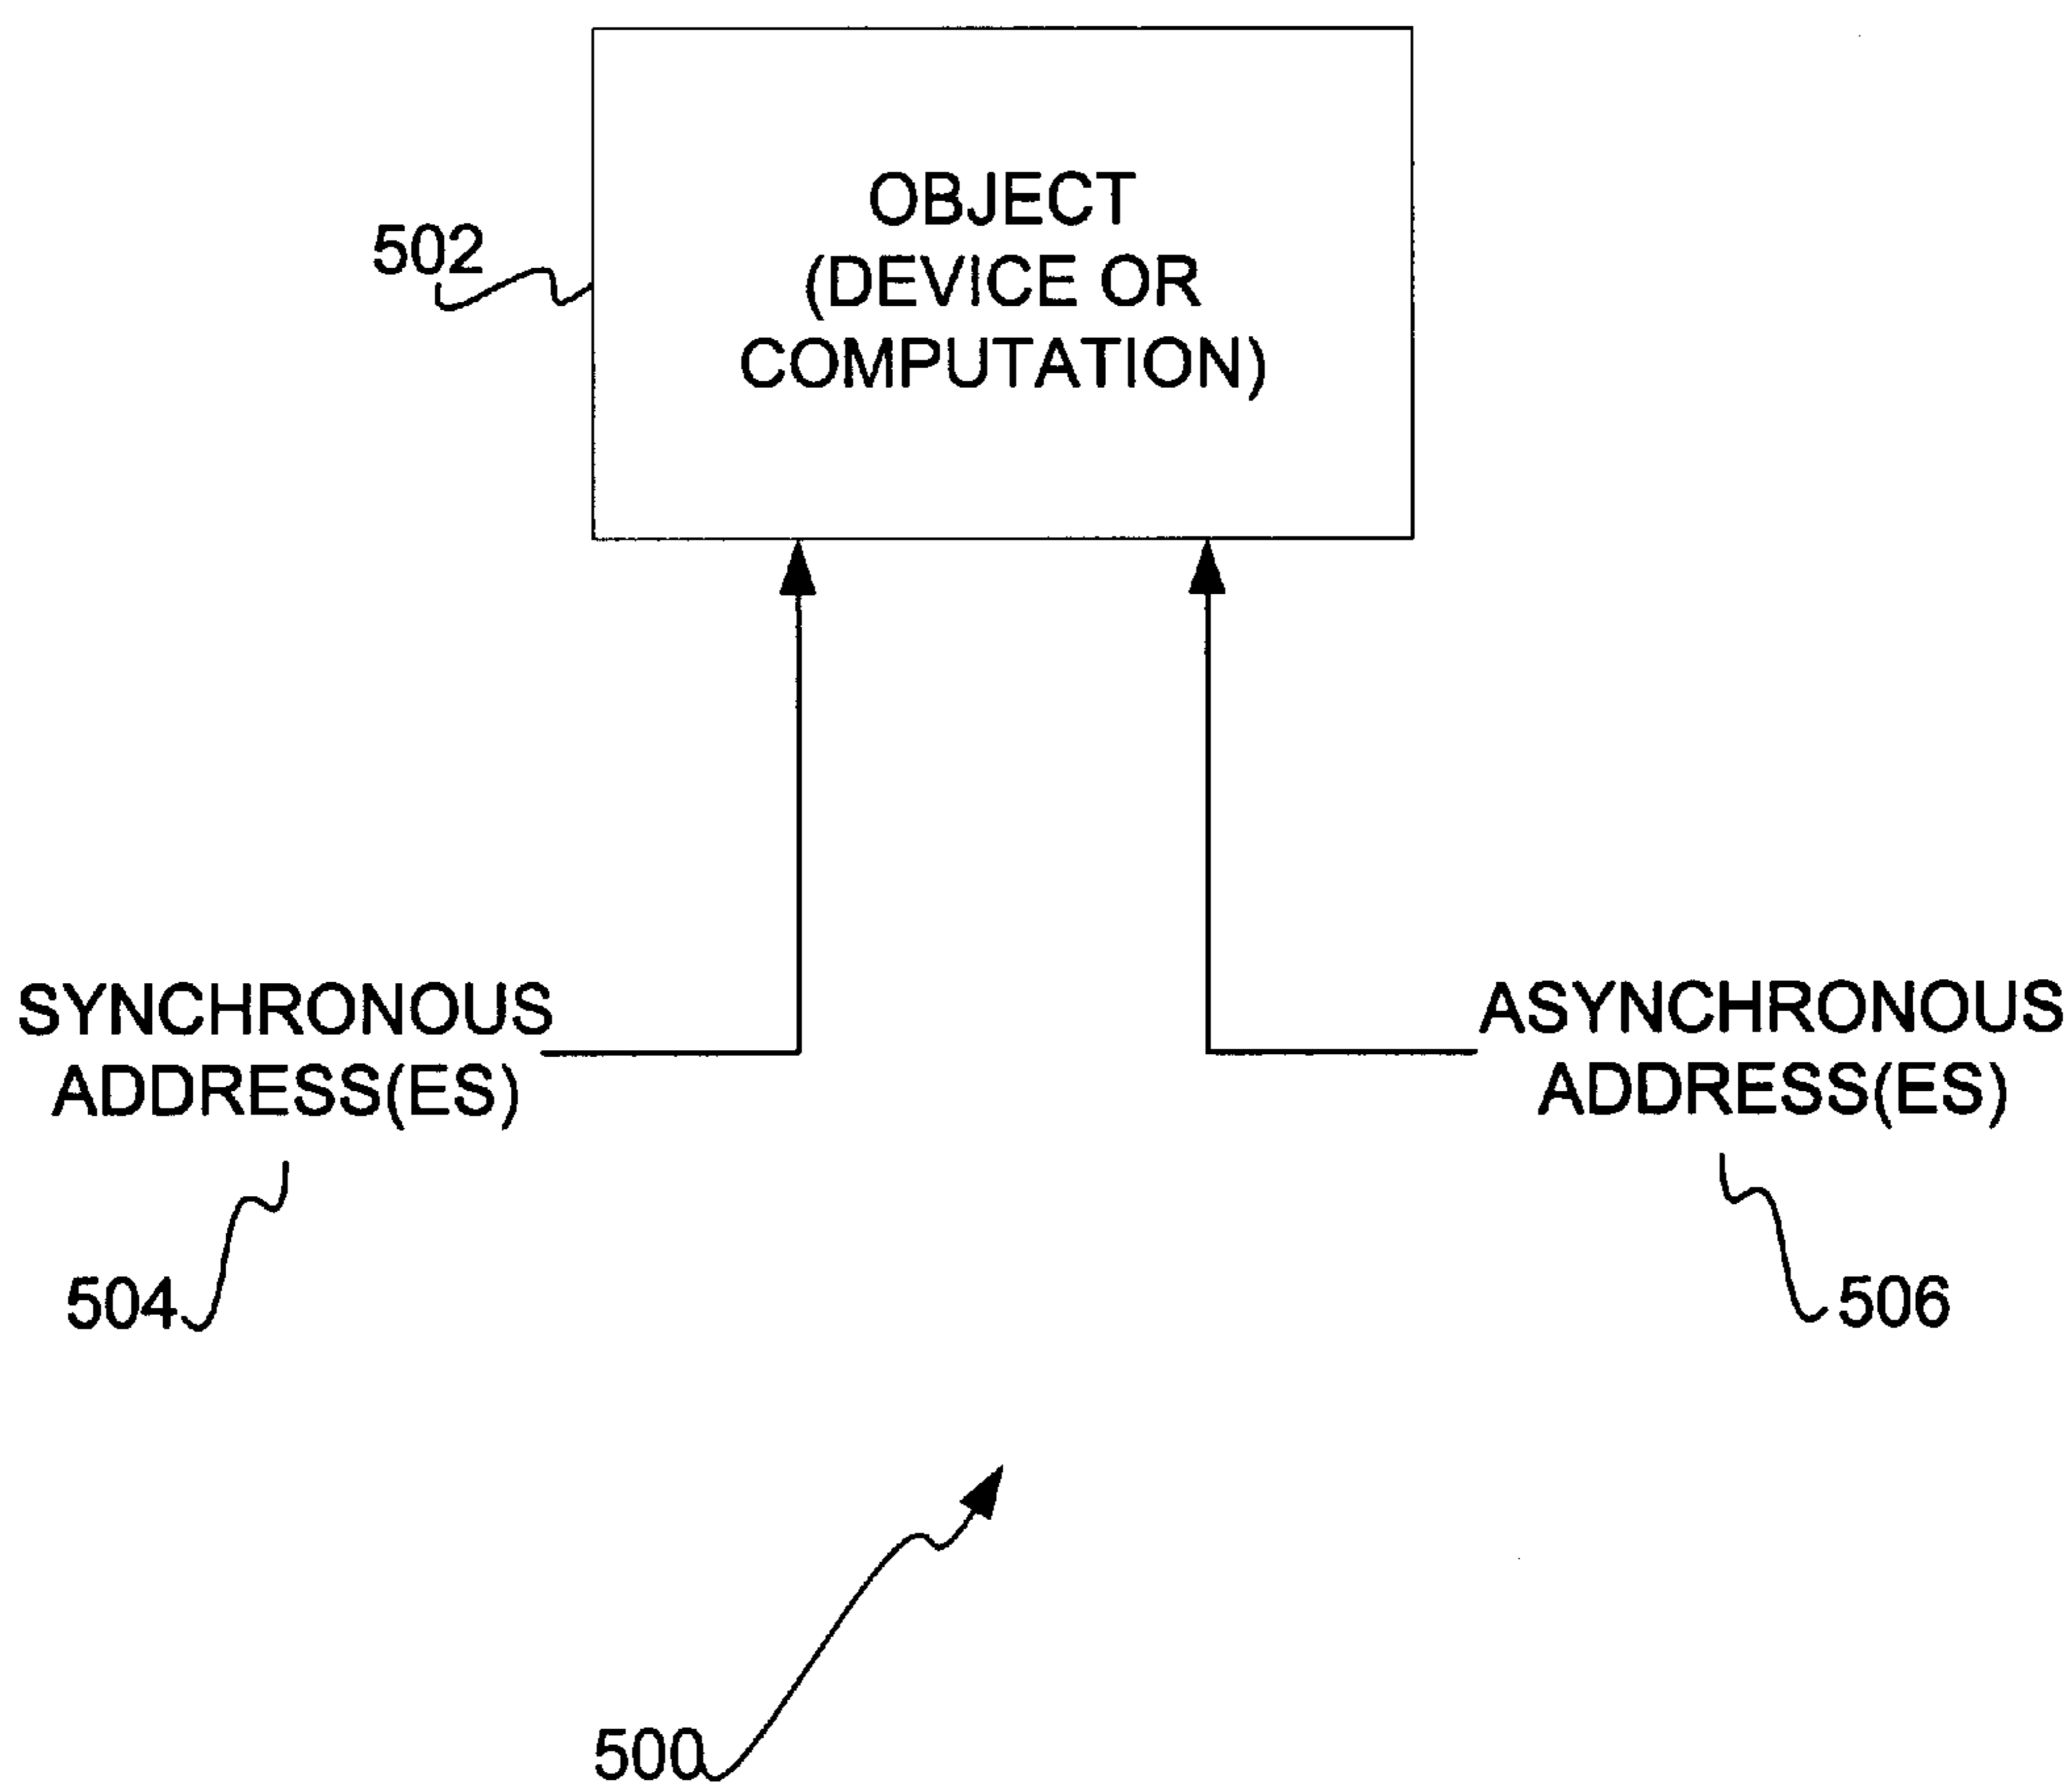 OBJECT
(DEVICE OR
COMPUTATION)
502
SYNCHRONOUS
ADDRESS(ES)
ASYNCHRONOUS
ADDRESS(ES)
504
506
500